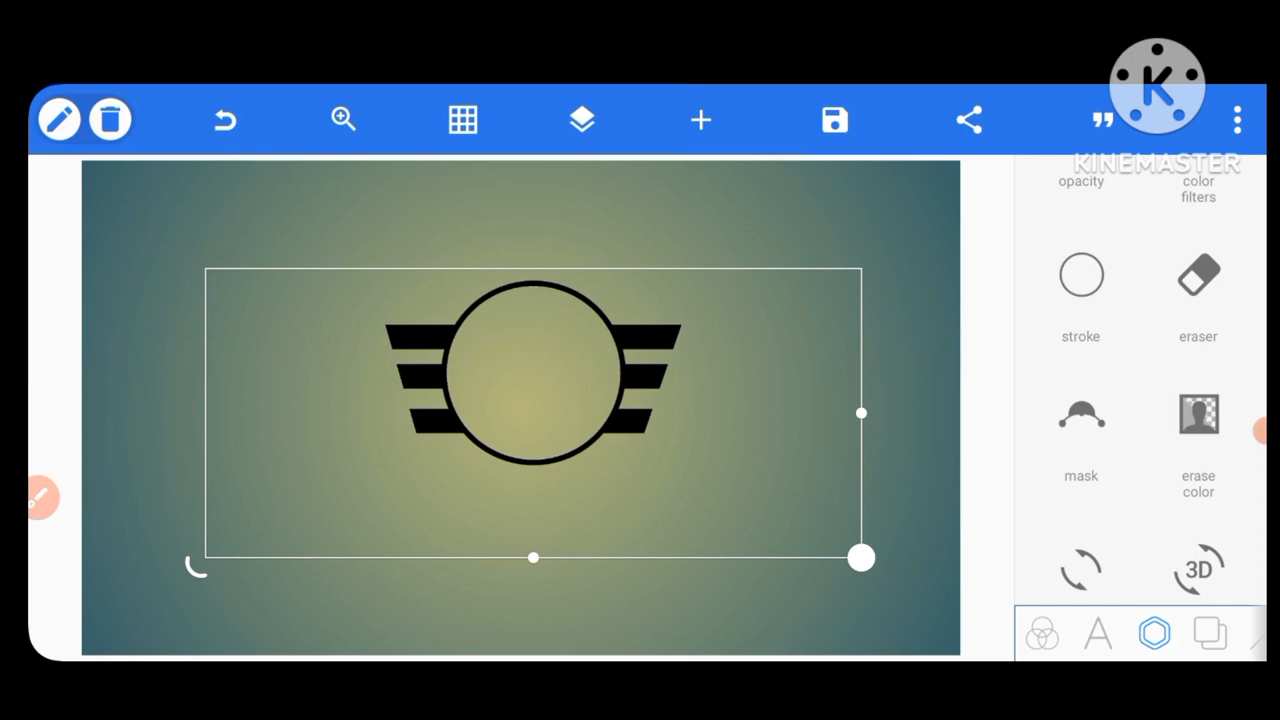 K
KINEMASTER
opacity
color
filters
stroke
eraser
mask
erase
color
3D
A